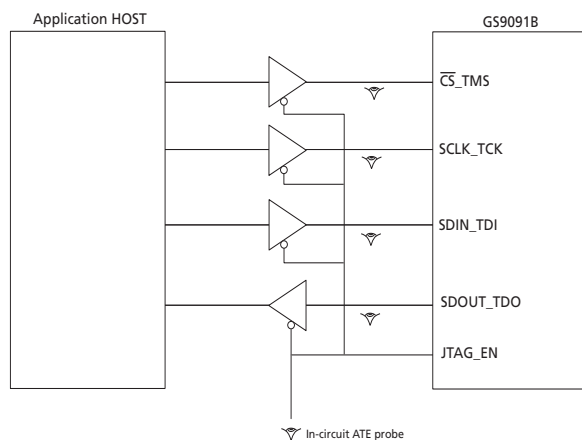 Application HOST
GS9091B
CS_TMS
SCLK_TCK
SDIN_TDI
SDOUT_TDO
JTAG_EN
In-circuit ATE probe